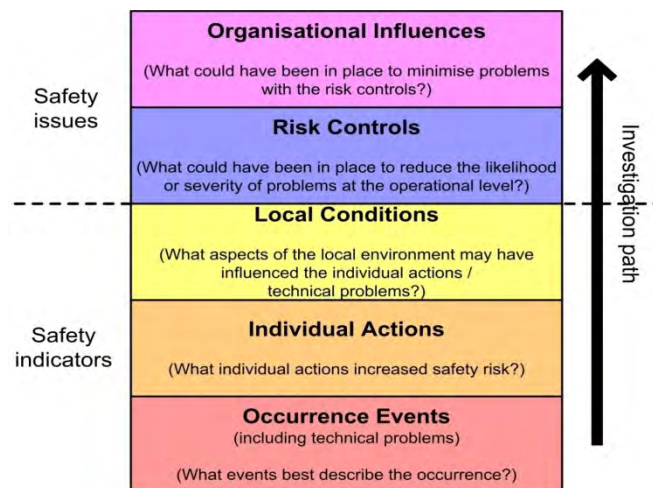 Organisational Influences
(What could have been in place to minimise problems
with the risk controls?)
Safety
issues
Risk Controls
(What could have been in place to reduce the likelihood
or severity of problems at the operational level?)
Local Conditions
(What aspects of the local environment may have
influenced the individual actions /
technical problems?)
Safety
indicators
Individual Actions
(What individual actions increased safety risk?)
Occurrence Events
(including technical problems)
(What events best describe the occurrence?)
Investigation path